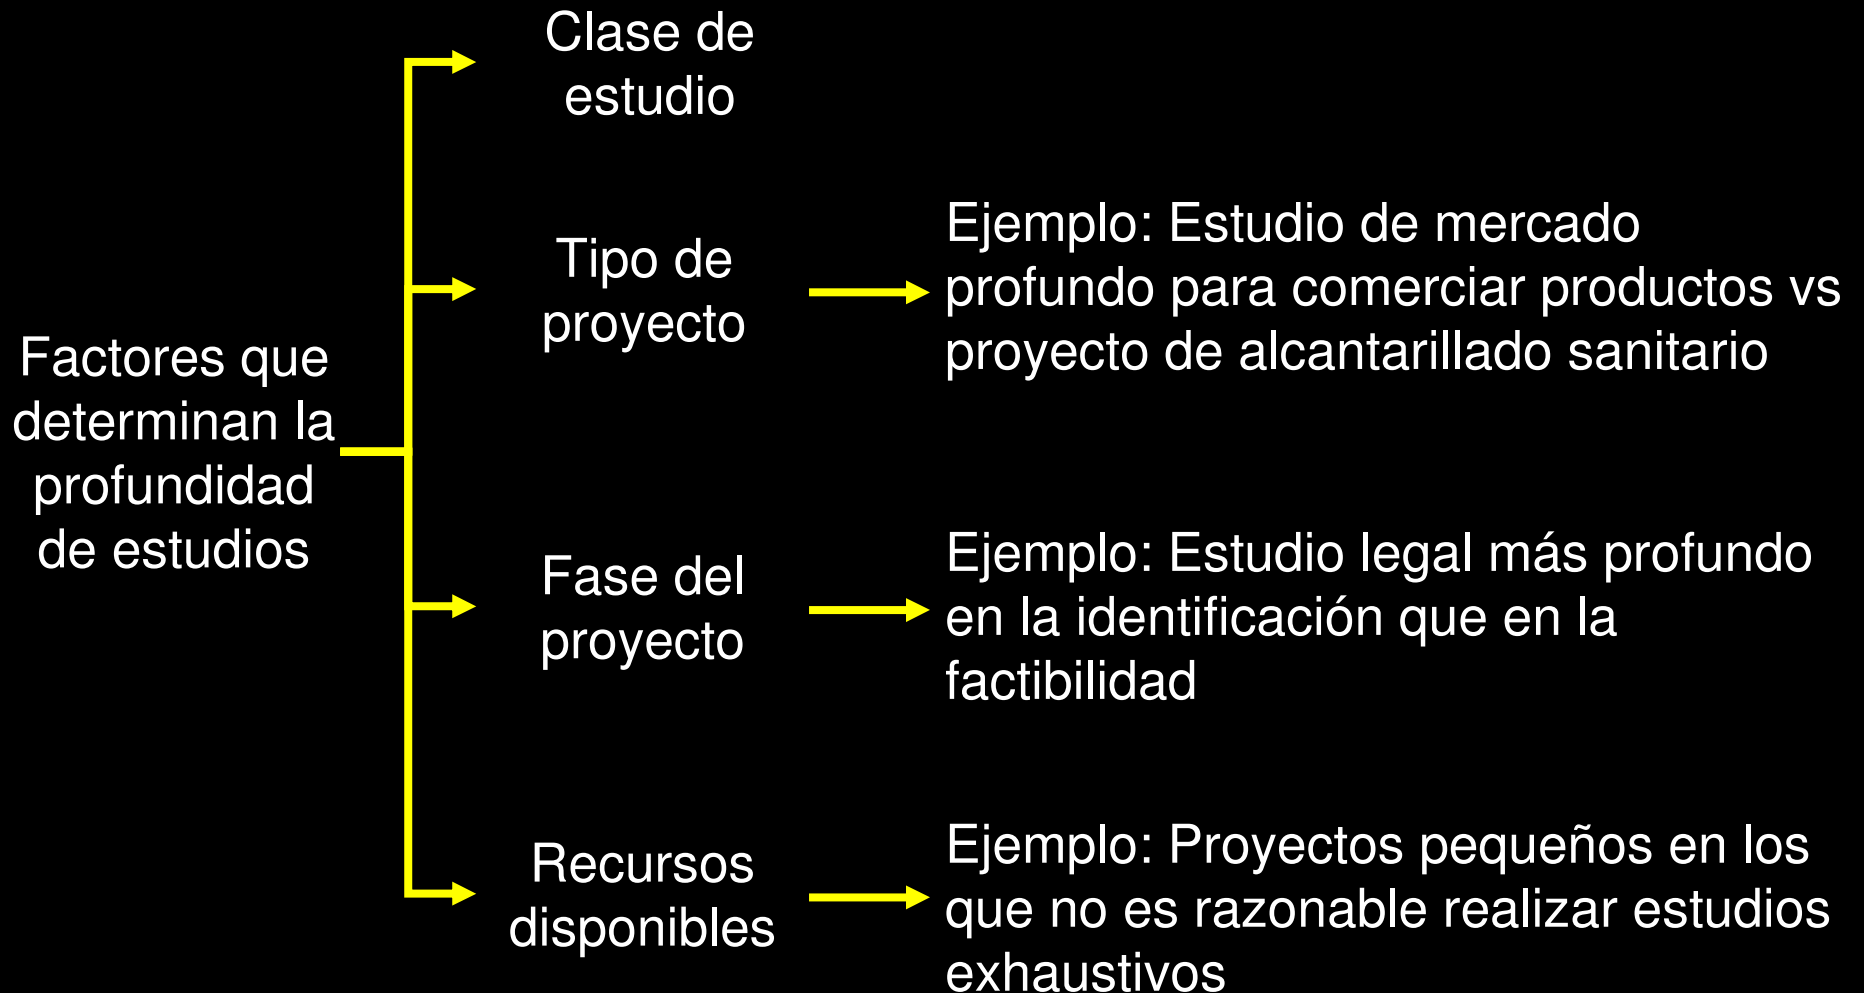 Factores que
determinan la
profundidad
de estudios
Clase de
estudio
Tipo de
proyecto
Ejemplo: Estudio de mercado
profundo para comerciar productos vs
proyecto de alcantarillado sanitario
Fase del
proyecto
Ejemplo: Estudio legal más profundo
en la identificación que en la
factibilidad
Recursos
disponibles
Ejemplo: Proyectos pequeños en los
que no es razonable realizar estudios
exhaustivos